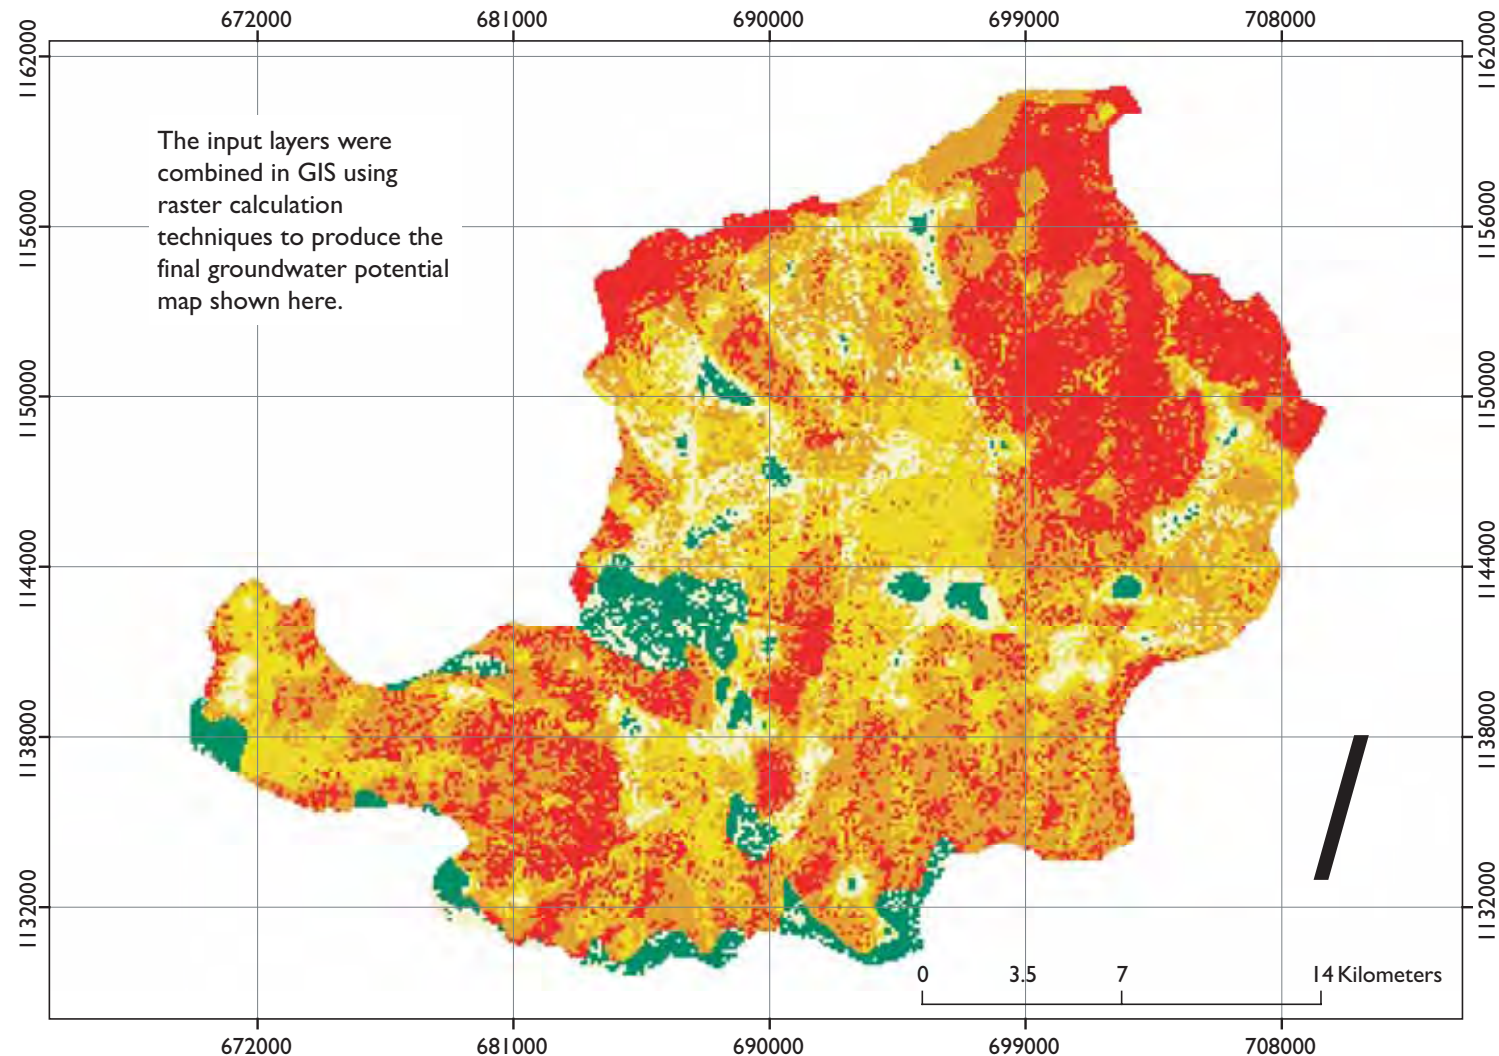 672000 681000 690000 699000 708000
1162000 1162000
The input layers were
combined in GIS using
raster calculation
techniques to produce the
final groundwater potential
map shown here.
1156000 1156000
1150000 1150000
1144000 1144000
1138000 1138000
1132000 1132000
0 3.5 7 14 Kilometers
672000 681000 690000 699000 708000